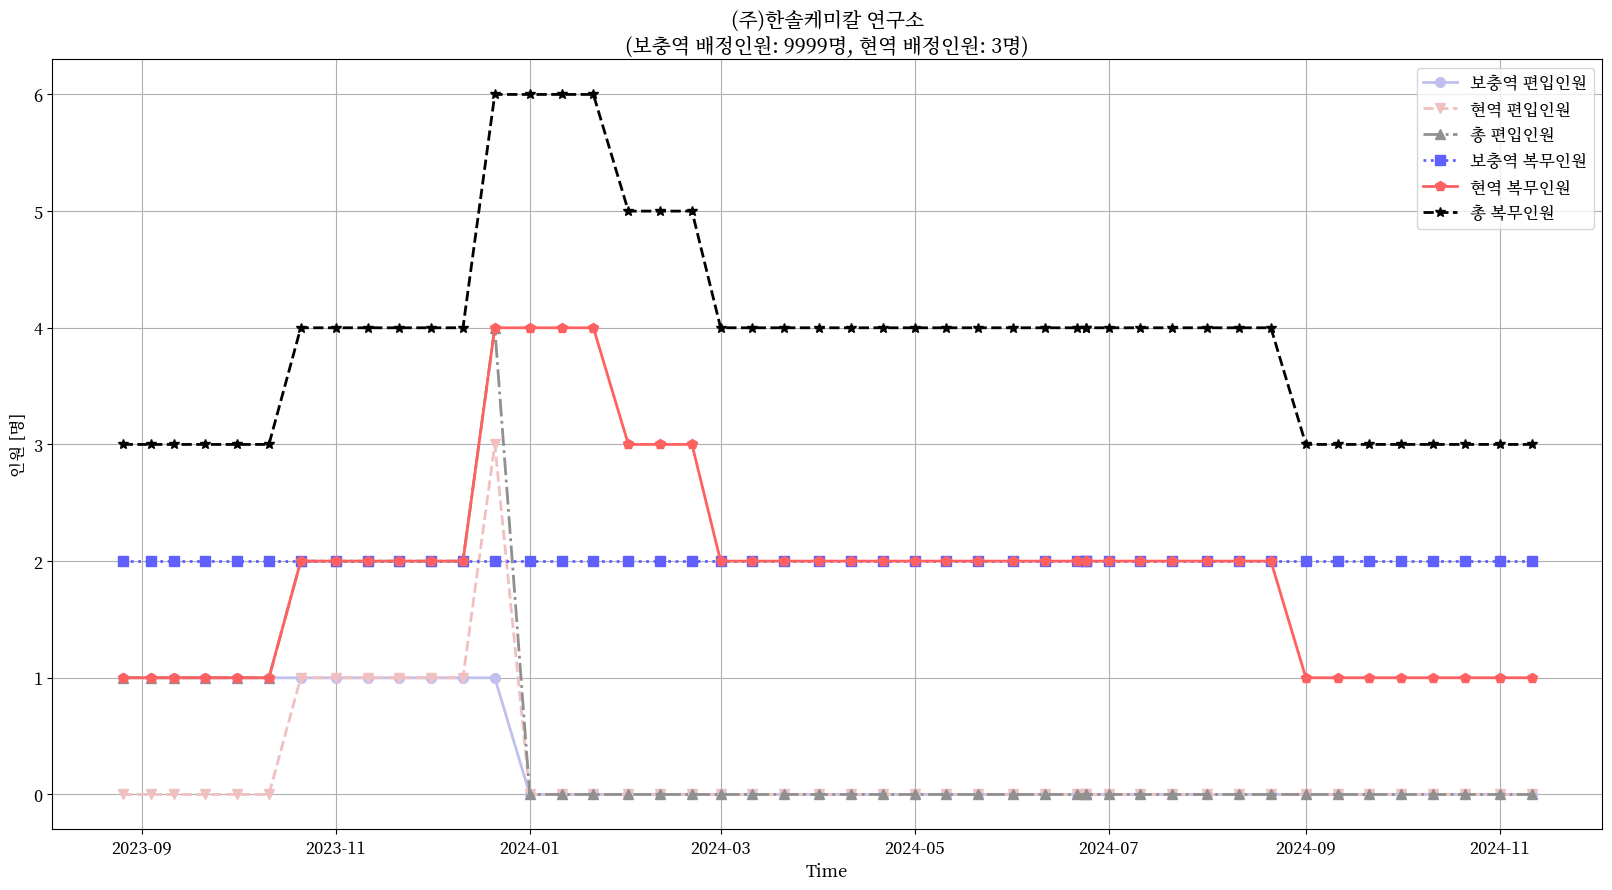 (주)한솔케미칼 연구소
(보충역 배정인원: 9999명, 현역 배정인원: 3명)
보충역 편입인원
현역 편입인원
총 편입인원
보충역 복무인원
현역 복무인원
총 복무인원
인원 [명]
6
5
4
3
2
1
0
2023-09
2023-11
2024-01
2024-03
2024-05
2024-07
2024-09
2024-11
Time